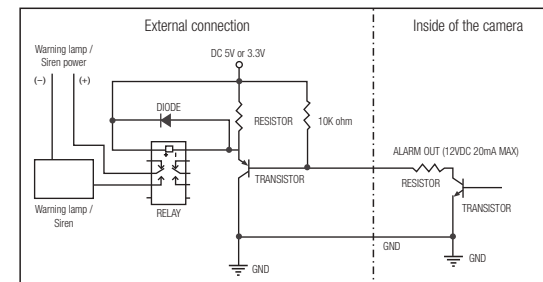 External connection
Inside of the camera
Warning lamp /
Siren power
(−)
(+)
DC 5V or 3.3V
DIODE
RESISTOR
10K ohm
ALARM OUT (12VDC 20mA MAX)
RESISTOR
TRANSISTOR
TRANSISTOR
Warning lamp /
Siren
RELAY
GND
GND
GND